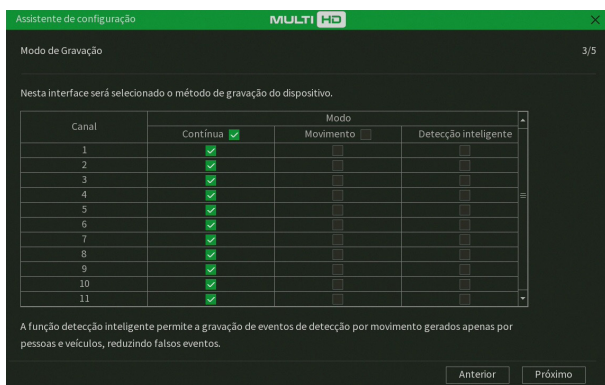 Assistente de configuração
MULTI HD
Modo de Gravação
3/5
Nesta interface será selecionado o método de gravação do dispositivo.
Canal
Modo
Contínua Movimento Detecção inteligente
1
2
3
4
5
6
7
8
9
10
11
A função detecção inteligente permite a gravação de eventos de detecção por movimento gerados apenas por
pessoas e veículos, reduzindo falsos eventos.
Anterior Próximo